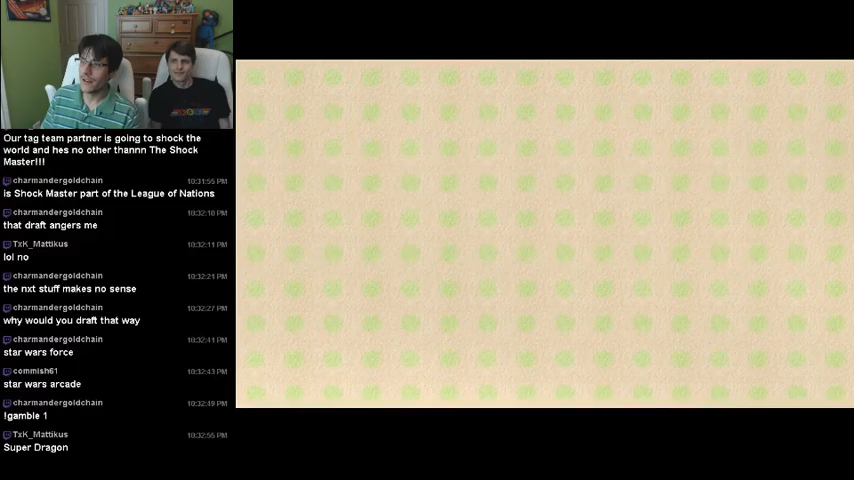 Our tag team partner is going to shock the
world and hes no other thannn The Shock
Master!!!
charmandergoldchain 10:31:55 PM
is Shock Master part of the League of Nations
charmandergoldchain 10:32:10 PM
that draft angers me
TxK_Mattikus 10:32:11 PM
lol no
charmandergoldchain 10:32:21 PM
the nxt stuff makes no sense
charmandergoldchain 10:32:27 PM
why would you draft that way
charmandergoldchain 10:32:41 PM
star wars force
commish61 10:32:43 PM
star wars arcade
charmandergoldchain 10:32:49 PM
!gamble 1
TxK_Mattikus 10:32:55 PM
Super Dragon